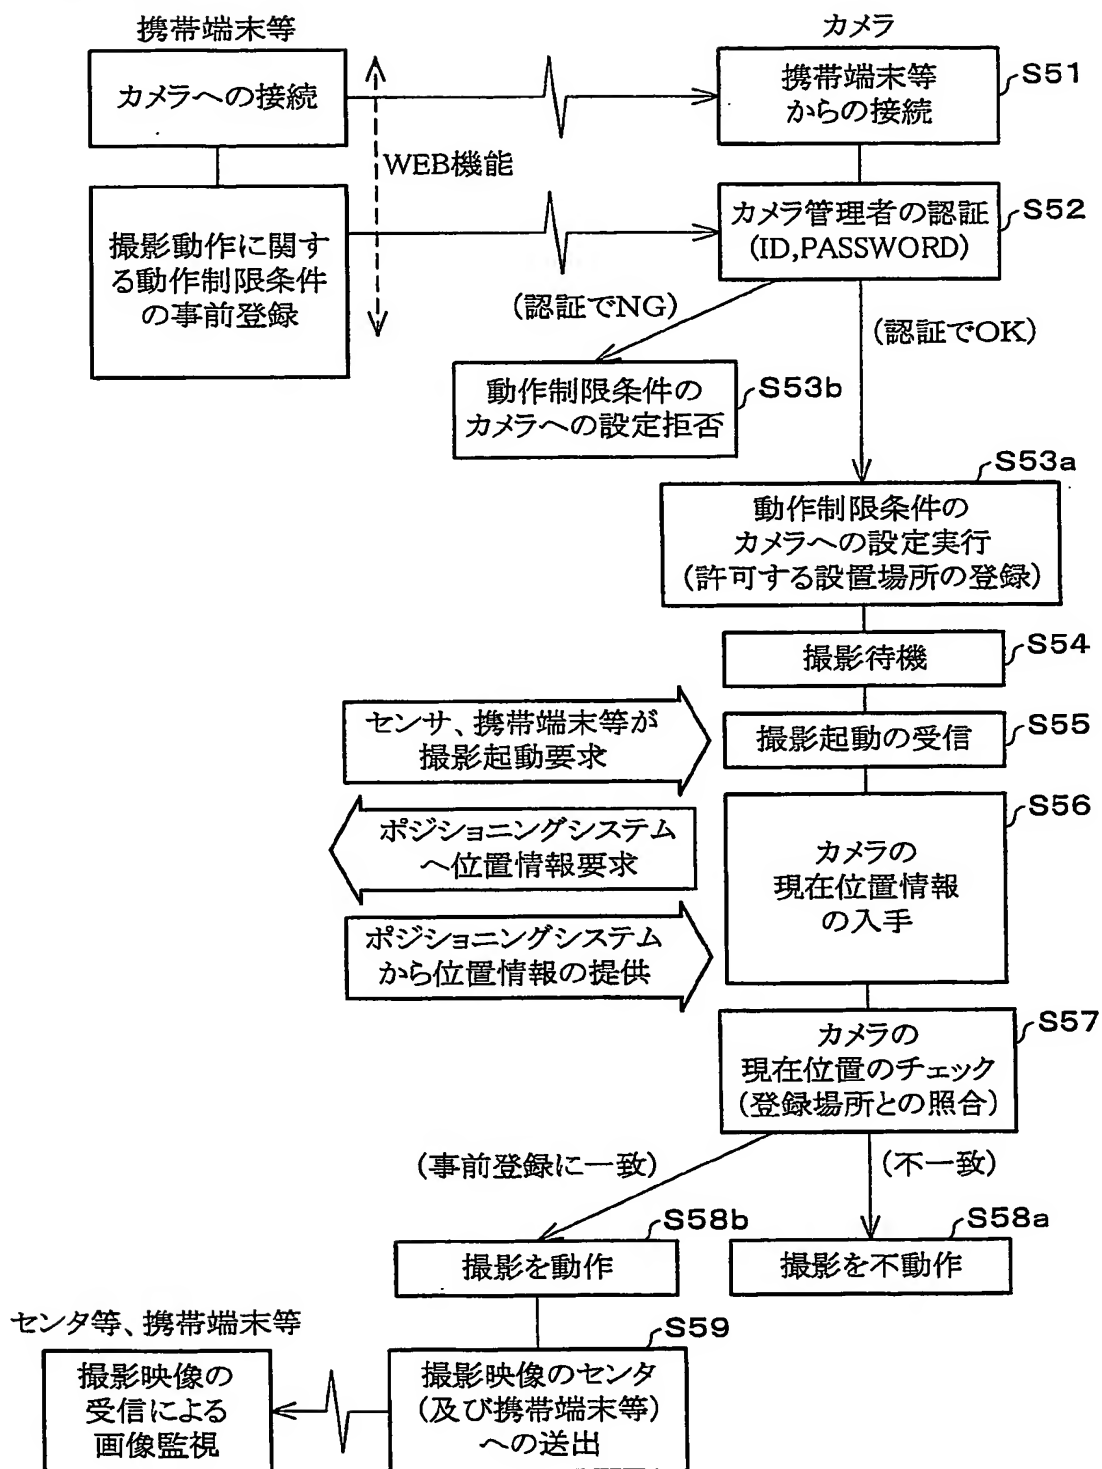 携帯端末等
カメラ
カメラへの接続
携帯端末等
からの接続
S51
WEB機能
撮影動作に関す
る動作制限条件
の事前登録
カメラ管理者の認証
(ID,PASSWORD)
S52
(認証でNG)
(認証でOK)
動作制限条件の
カメラへの設定拒否
S53b
S53a
動作制限条件の
カメラへの設定実行
(許可する設置場所の登録)
撮影待機
S54
センサ、携帯端末等が
撮影起動要求
撮影起動の受信
S55
ポジショニングシステム
へ位置情報要求
カメラの
現在位置情報
の入手
S56
ポジショニングシステム
から位置情報の提供
カメラの
現在位置のチェック
(登録場所との照合)
S57
(事前登録に一致)
(不一致)
S58b
S58a
撮影を動作
撮影を不動作
センタ等、携帯端末等
S59
撮影映像の
受信による
画像監視
撮影映像のセンタ
(及び携帯端末等)
への送出